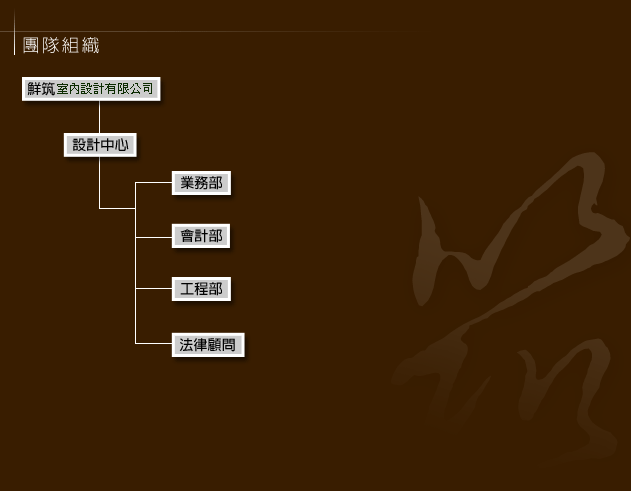 團隊組織
鮮筑室內設計有限公司
設計中心
業務部
會計部
工程部
法律顧問